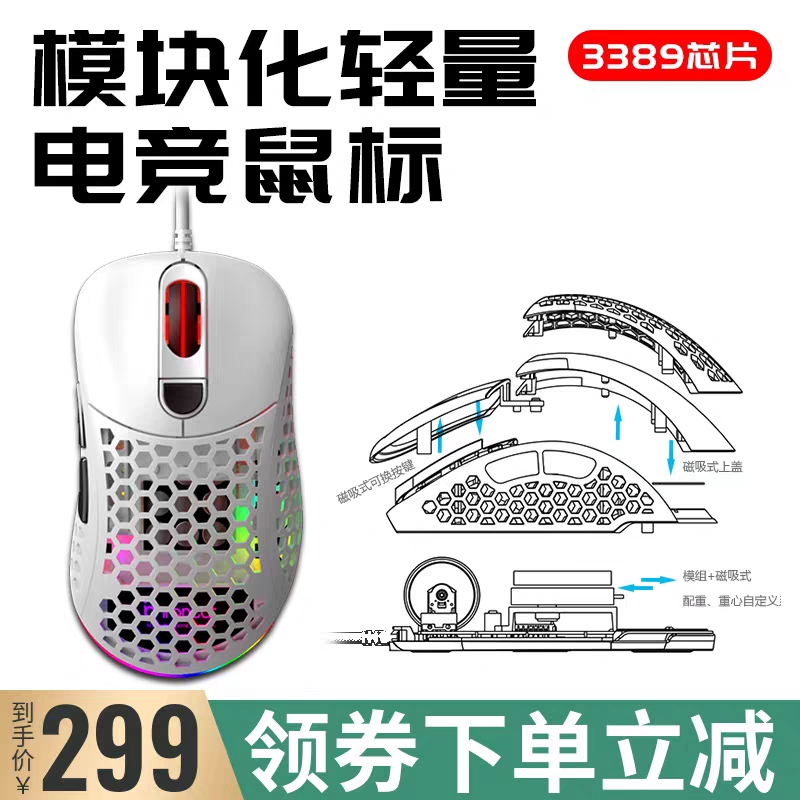 模块化轻量
电竞鼠标
3389芯片
磁吸式可换按键
磁吸式上盖
模组+磁吸式
配重、重心自定义
到手价¥
299
领券下单立减